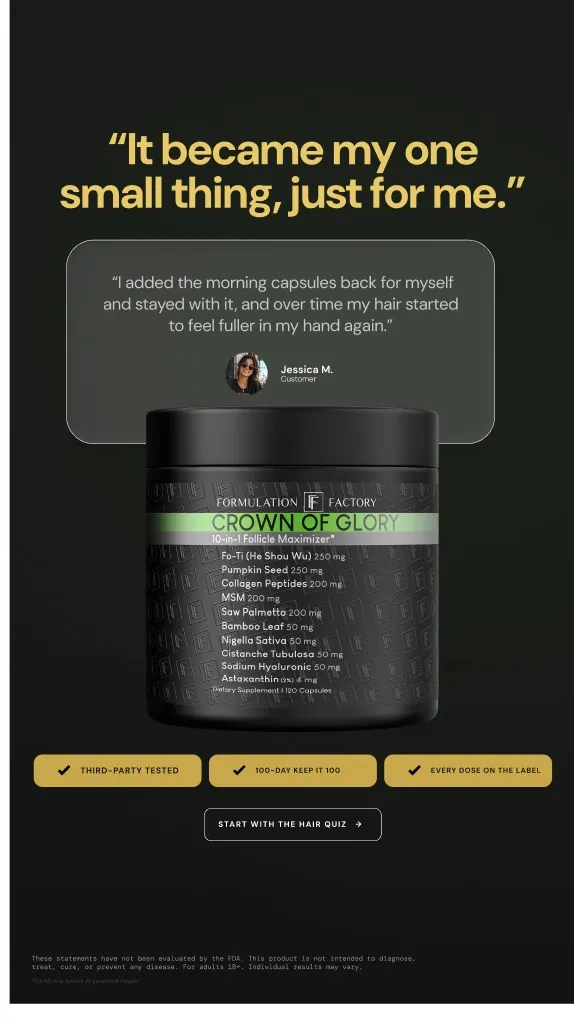 “It became my one
small thing, just for me.”
“I added the morning capsules back for myself
and stayed with it, and over time my hair started
to feel fuller in my hand again.”
Jessica M.
Customer
FORMULATION FF FACTORY
CROWN OF GLORY
10-in-1 Follicle Maximizer*
Fo-Ti (He Shou Wu) 250 mg
Pumpkin Seed 250 mg
Collagen Peptides 200 mg
MSM 200 mg
Saw Palmetto 200 mg
Bamboo Leaf 50 mg
Nigella Sativa 50 mg
Cistanche Tubulosa 50 mg
Sodium Hyaluronic 50 mg
Astaxanthin (2%) 4 mg
Dietary Supplement | 120 Capsules
THIRD-PARTY TESTED
100-DAY KEEP IT 100
EVERY DOSE ON THE LABEL
START WITH THE HAIR QUIZ →
These statements have not been evaluated by the FDA. This product is not intended to diagnose,
treat, cure, or prevent any disease. For adults 18+. Individual results may vary.